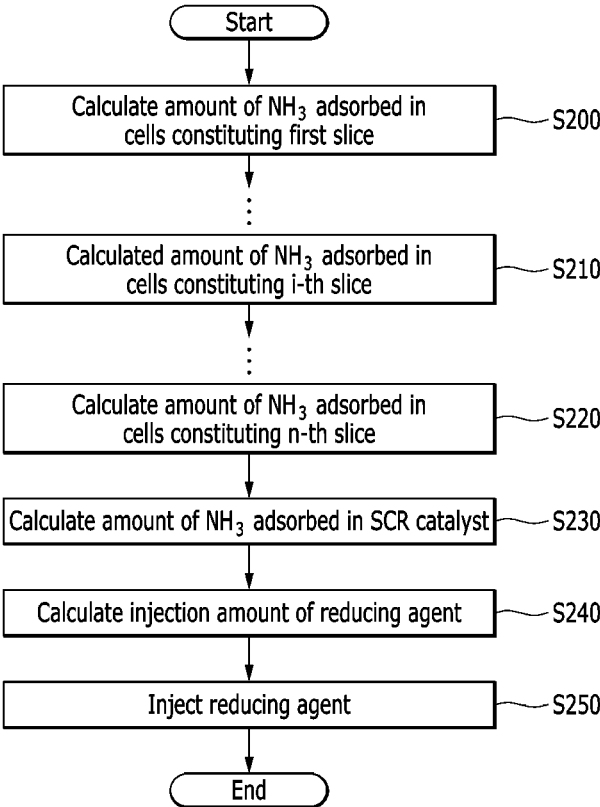 Start
Calculate amount of NH₃ adsorbed in
cells constituting first slice
S200
Calculated amount of NH₃ adsorbed in
cells constituting i-th slice
S210
Calculate amount of NH₃ adsorbed in
cells constituting n-th slice
S220
Calculate amount of NH₃ adsorbed in SCR catalyst
S230
Calculate injection amount of reducing agent
S240
Inject reducing agent
S250
End